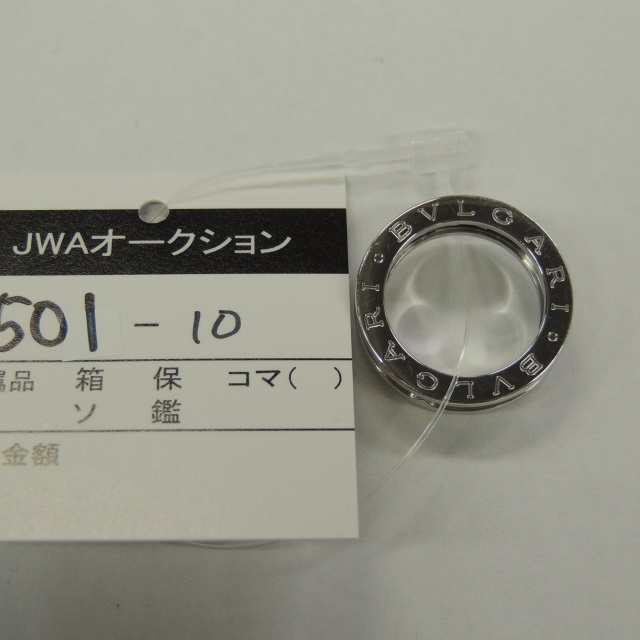 JWAオークション
501 - 10
属品 箱 保 コマ( )
ソ 鑑
金額
BVLGARI • BVLGARI •